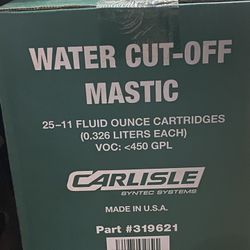 WATER CUT-OFF
MASTIC
25-11 FLUID OUNCE CARTRIDGES
(0.326 LITERS EACH)
VOC: <450 GPL
CARLISLE
SYNTEC SYSTEMS
MADE IN U.S.A.
Part #319621